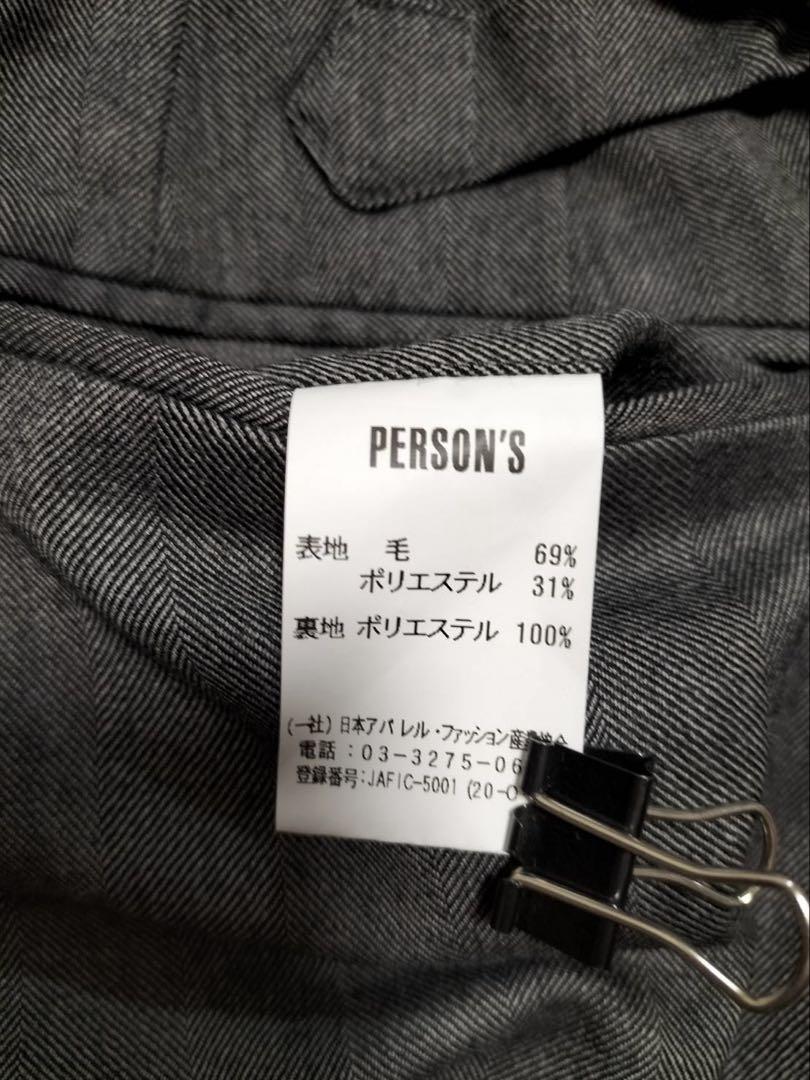 PERSON'S
表地 毛 69%
ポリエステル 31%
裏地 ポリエステル 100%
(一社) 日本アパレル・ファッション産業協会
電話：03-3275-06
登録番号：JAFIC-5001 (20-0